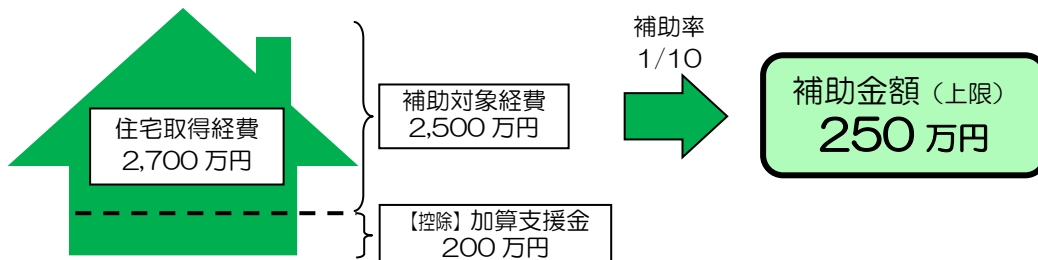 住宅取得経費
2,700 万円
補助対象経費
2,500 万円
【控除】加算支援金
200 万円
補助率
1/10
補助金額（上限）
250 万円